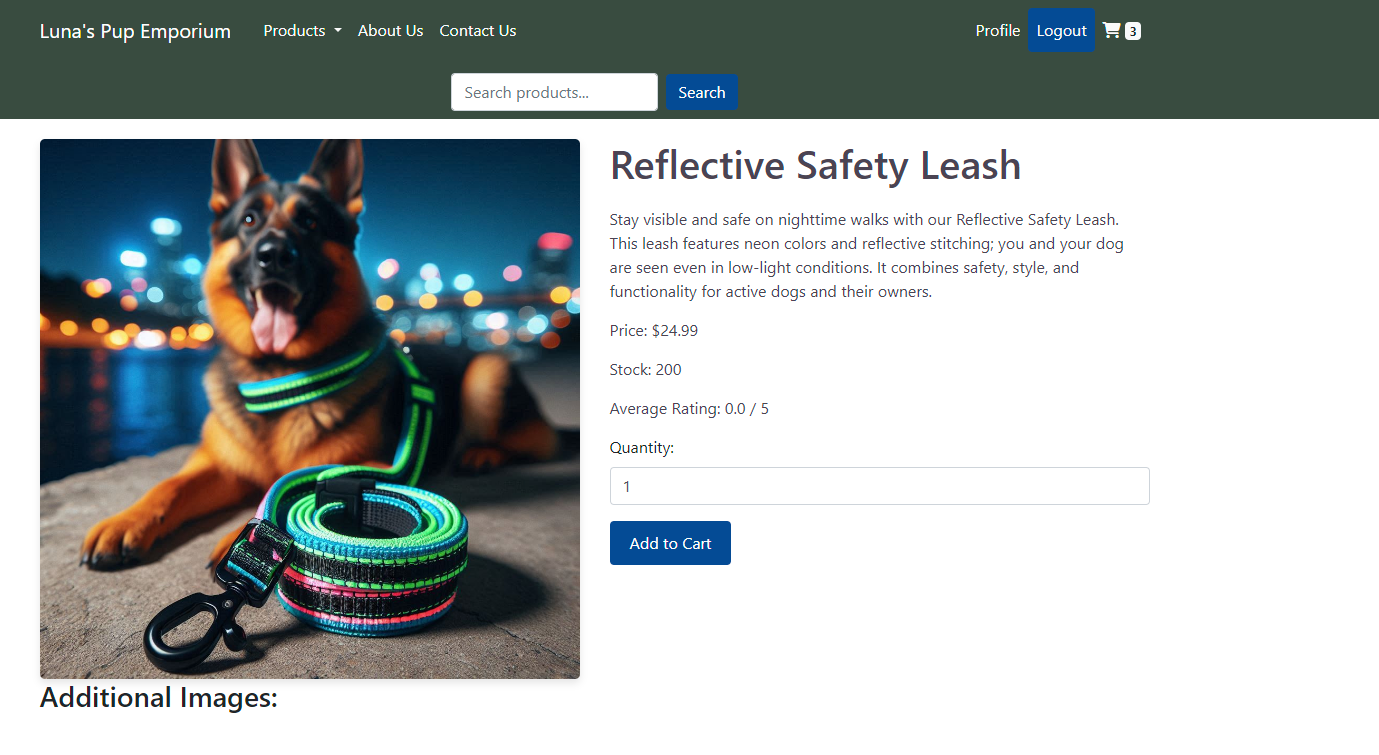 Luna's Pup Emporium Products About Us Contact Us Profile Logout 3
Search products... Search
Reflective Safety Leash
Stay visible and safe on nighttime walks with our Reflective Safety Leash.
This leash features neon colors and reflective stitching; you and your dog
are seen even in low-light conditions. It combines safety, style, and
functionality for active dogs and their owners.
Price: $24.99
Stock: 200
Average Rating: 0.0 / 5
Quantity:
1
Add to Cart
Additional Images: